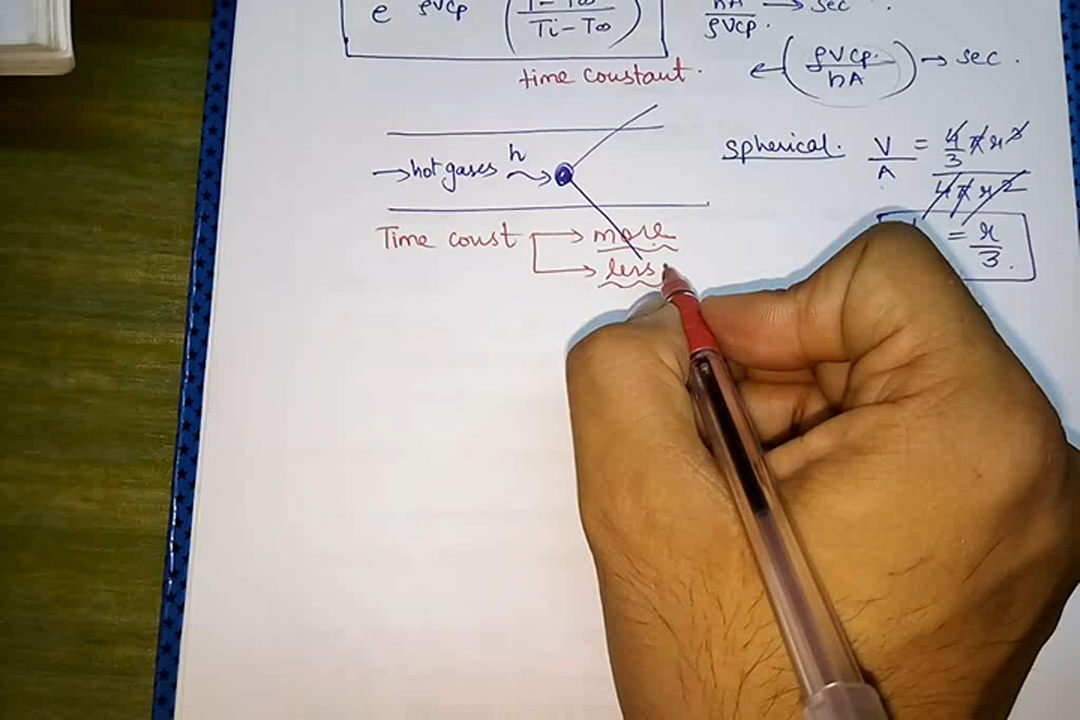 e ρVCp (T-T∞ / Ti-T∞)
hA / ρVCp. → sec
time constant.
← (ρVCp. / hA) → sec.
→ hot gases h
spherical. V/A = 4/3 π r³ / 4 π r²
= r/3.
Time const → more
→ less